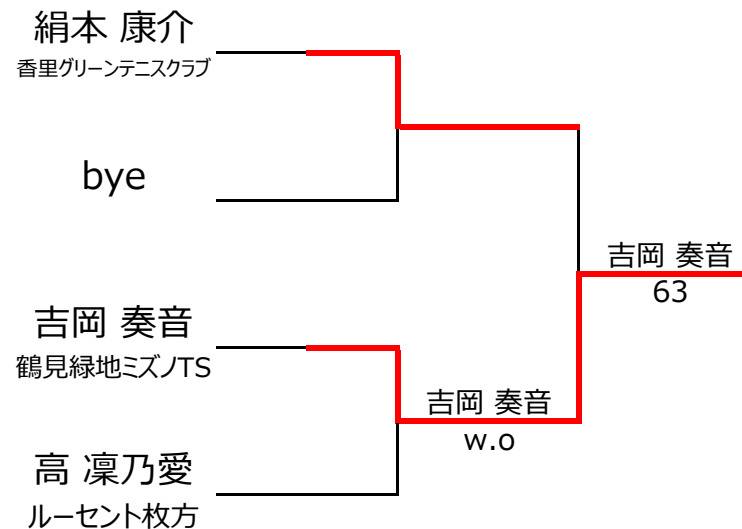 絹本 康介
香里グリーンテニスクラブ
bye
吉岡 奏音
63
吉岡 奏音
鶴見緑地ミズノTS
吉岡 奏音
w.o
高 凜乃愛
ルーセント枚方